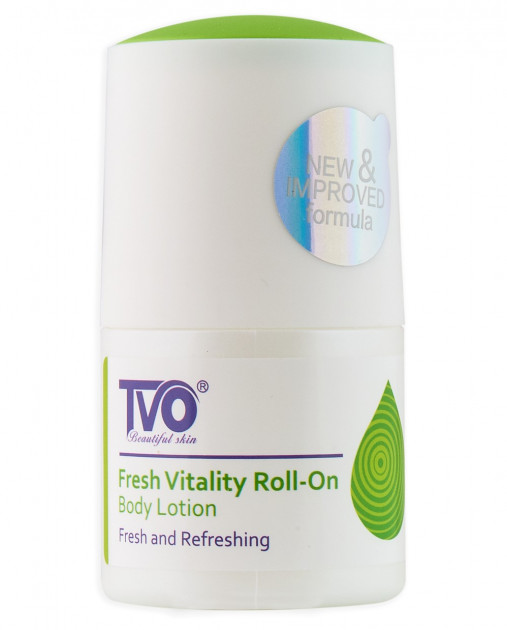 NEW &
IMPROVED
formula
TVO®
Beautiful skin
Fresh Vitality Roll-On
Body Lotion
Fresh and Refreshing